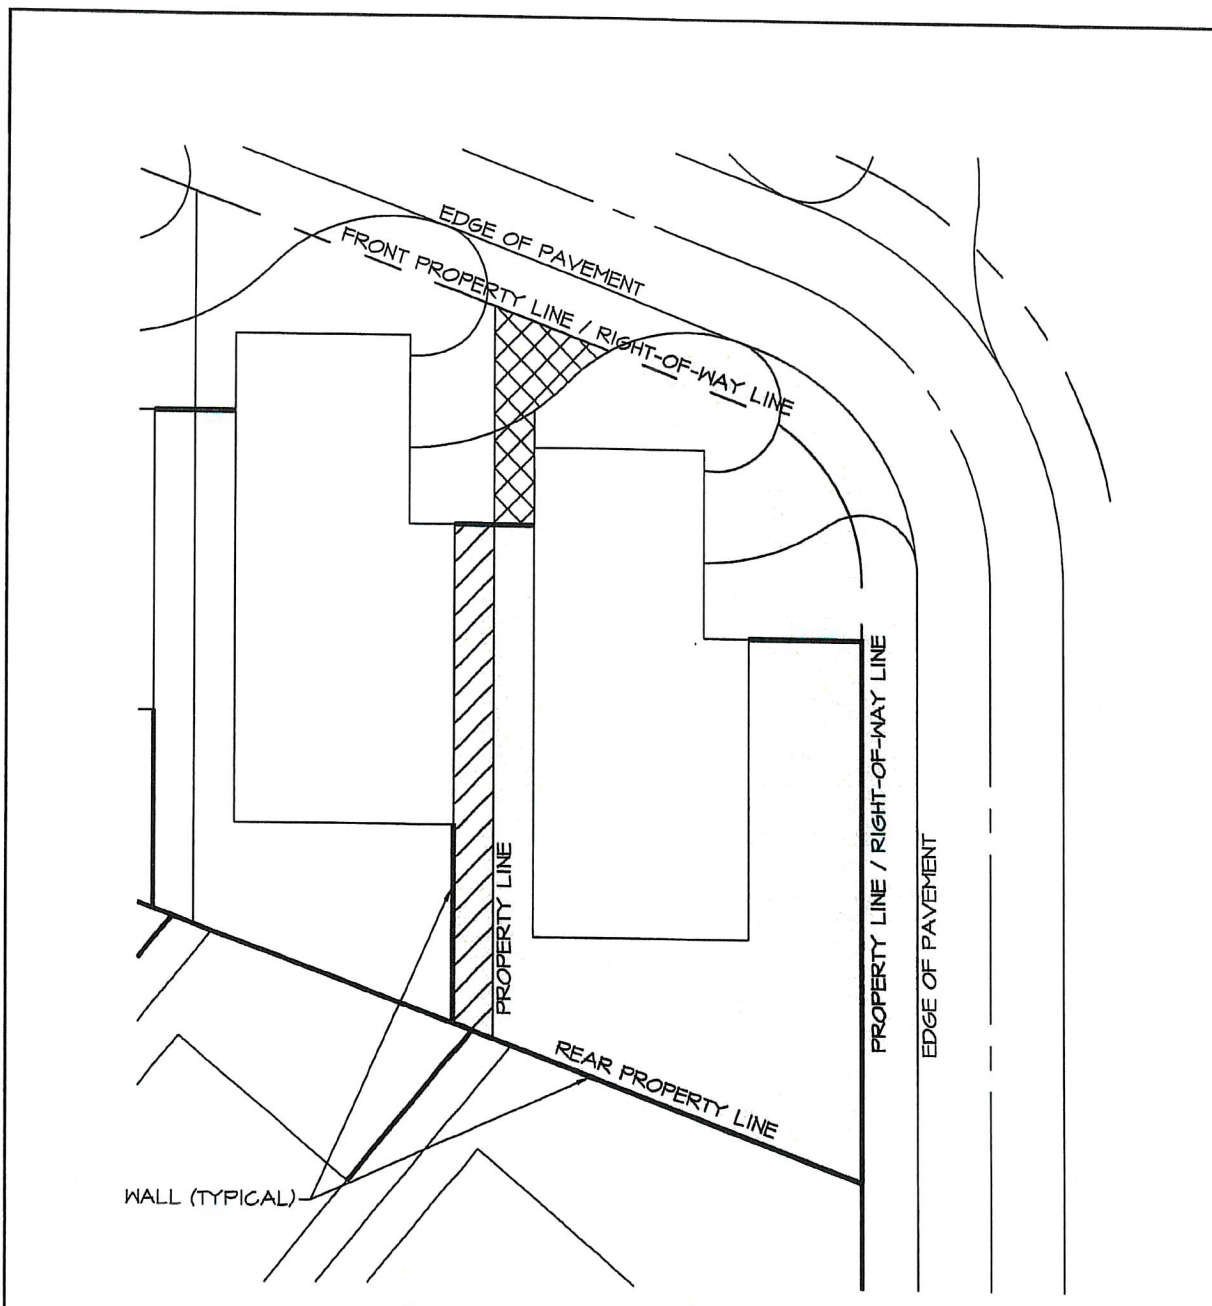 EDGE OF PAVEMENT
FRONT PROPERTY LINE / RIGHT-OF-WAY LINE
PROPERTY LINE / RIGHT-OF-WAY LINE
EDGE OF PAVEMENT
PROPERTY LINE
REAR PROPERTY LINE
WALL (TYPICAL)